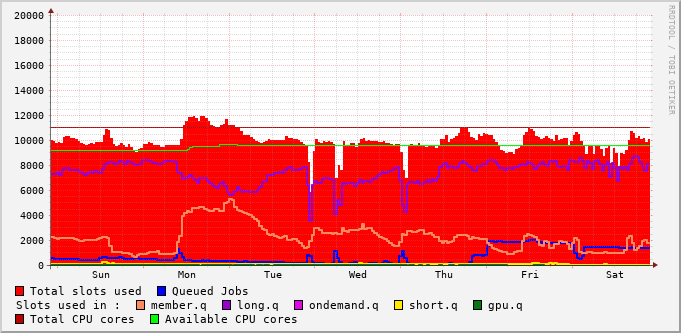 RRDTOOL / TOBI OETIKER
20000
18000
16000
14000
12000
10000
8000
6000
4000
2000
0
Sun Mon Tue Wed Thu Fri Sat
Total slots used Queued Jobs
Slots used in : member.q long.q ondemand.q short.q gpu.q
Total CPU cores Available CPU cores